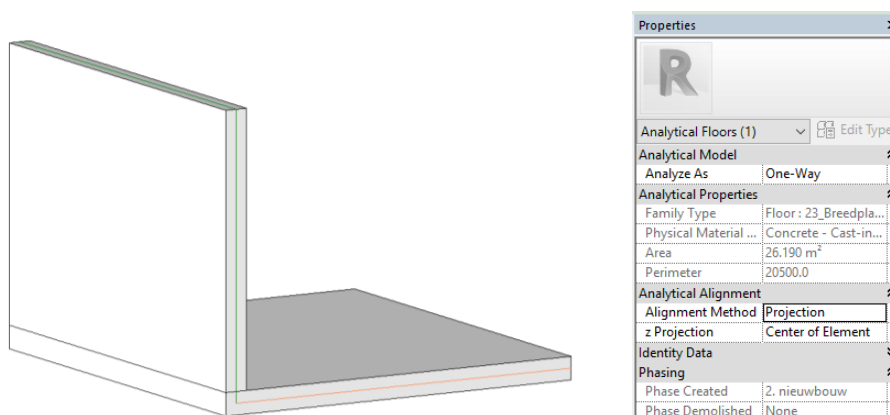 Properties
R
Analytical Floors (1) Edit Type
Analytical Model
Analyze As One-Way
Analytical Properties
Family Type Floor : 23_Breedpla...
Physical Material ... Concrete - Cast-in...
Area 26.190 m²
Perimeter 20500.0
Analytical Alignment
Alignment Method Projection
z Projection Center of Element
Identity Data
Phasing
Phase Created 2. nieuwbouw
Phase Demolished None